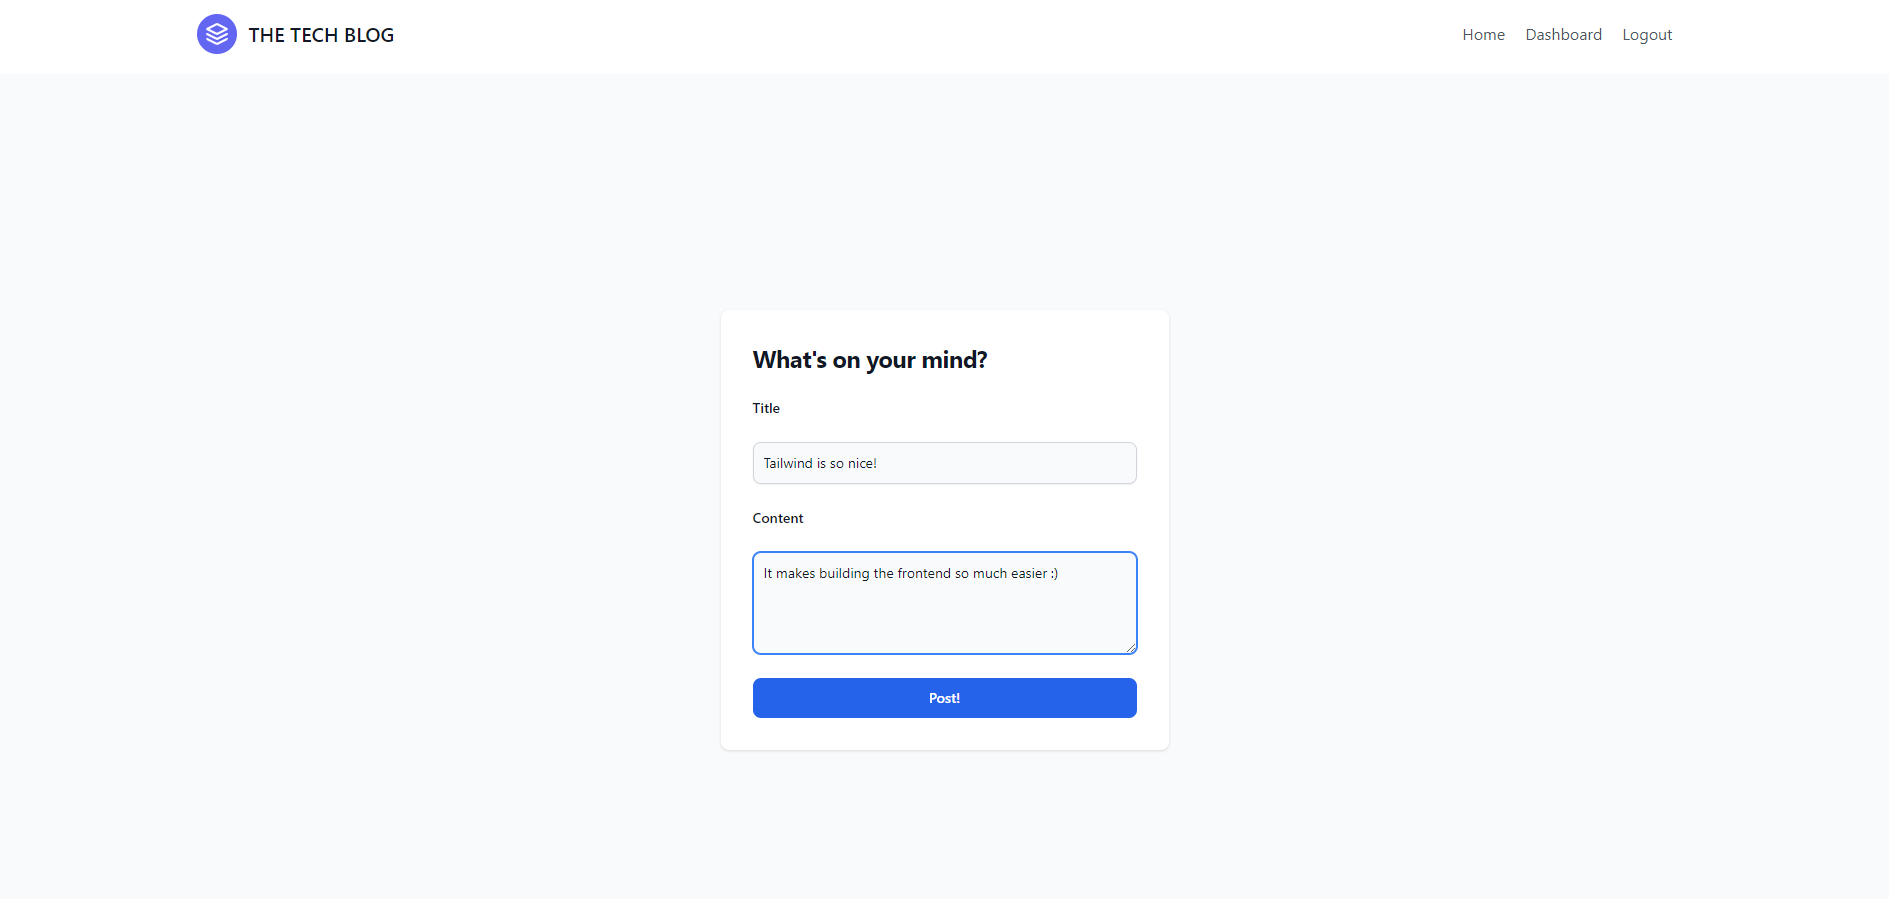 THE TECH BLOG
Home Dashboard Logout
What's on your mind?
Title
Tailwind is so nice!
Content
It makes building the frontend so much easier :)
Post!